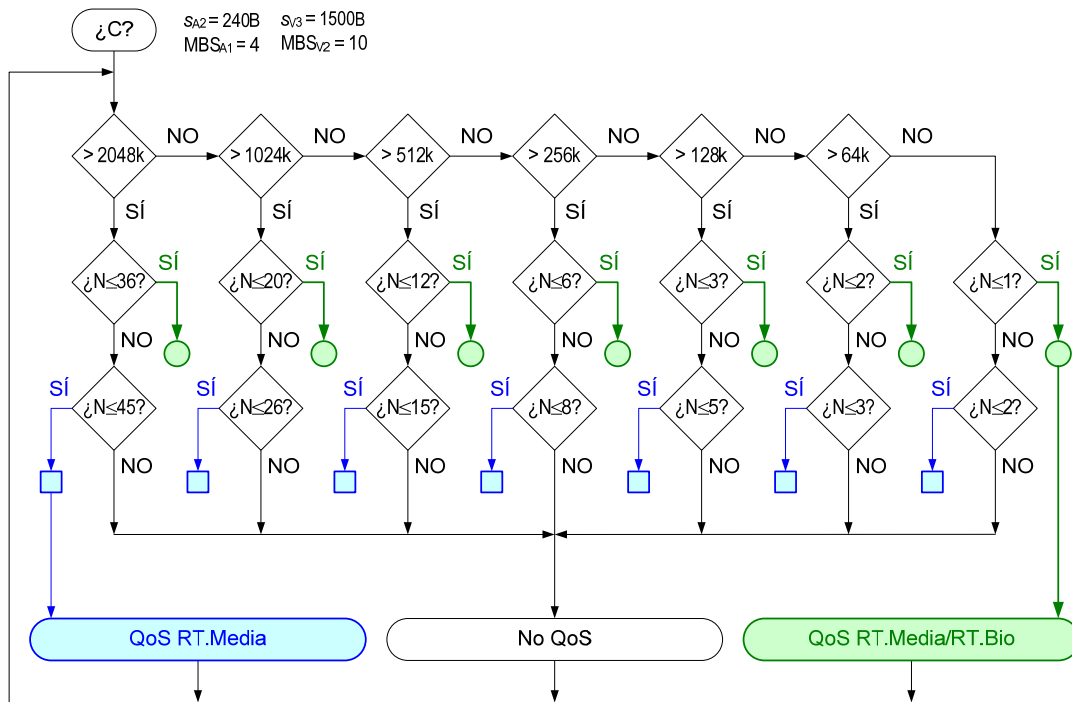 ¿C?
sA2 = 240B sV3 = 1500B
MBSA1 = 4 MBSV2 = 10
NO NO NO NO NO NO
> 2048k > 1024k > 512k > 256k > 128k > 64k
SÍ SÍ SÍ SÍ SÍ SÍ NO
SÍ SÍ SÍ SÍ SÍ SÍ SÍ
¿N≤36? ¿N≤20? ¿N≤12? ¿N≤6? ¿N≤3? ¿N≤2? ¿N≤1?
NO NO NO NO NO NO NO
SÍ SÍ SÍ SÍ SÍ SÍ SÍ
¿N≤45? ¿N≤26? ¿N≤15? ¿N≤8? ¿N≤5? ¿N≤3? ¿N≤2?
NO NO NO NO NO NO NO
QoS RT.Media No QoS QoS RT.Media/RT.Bio